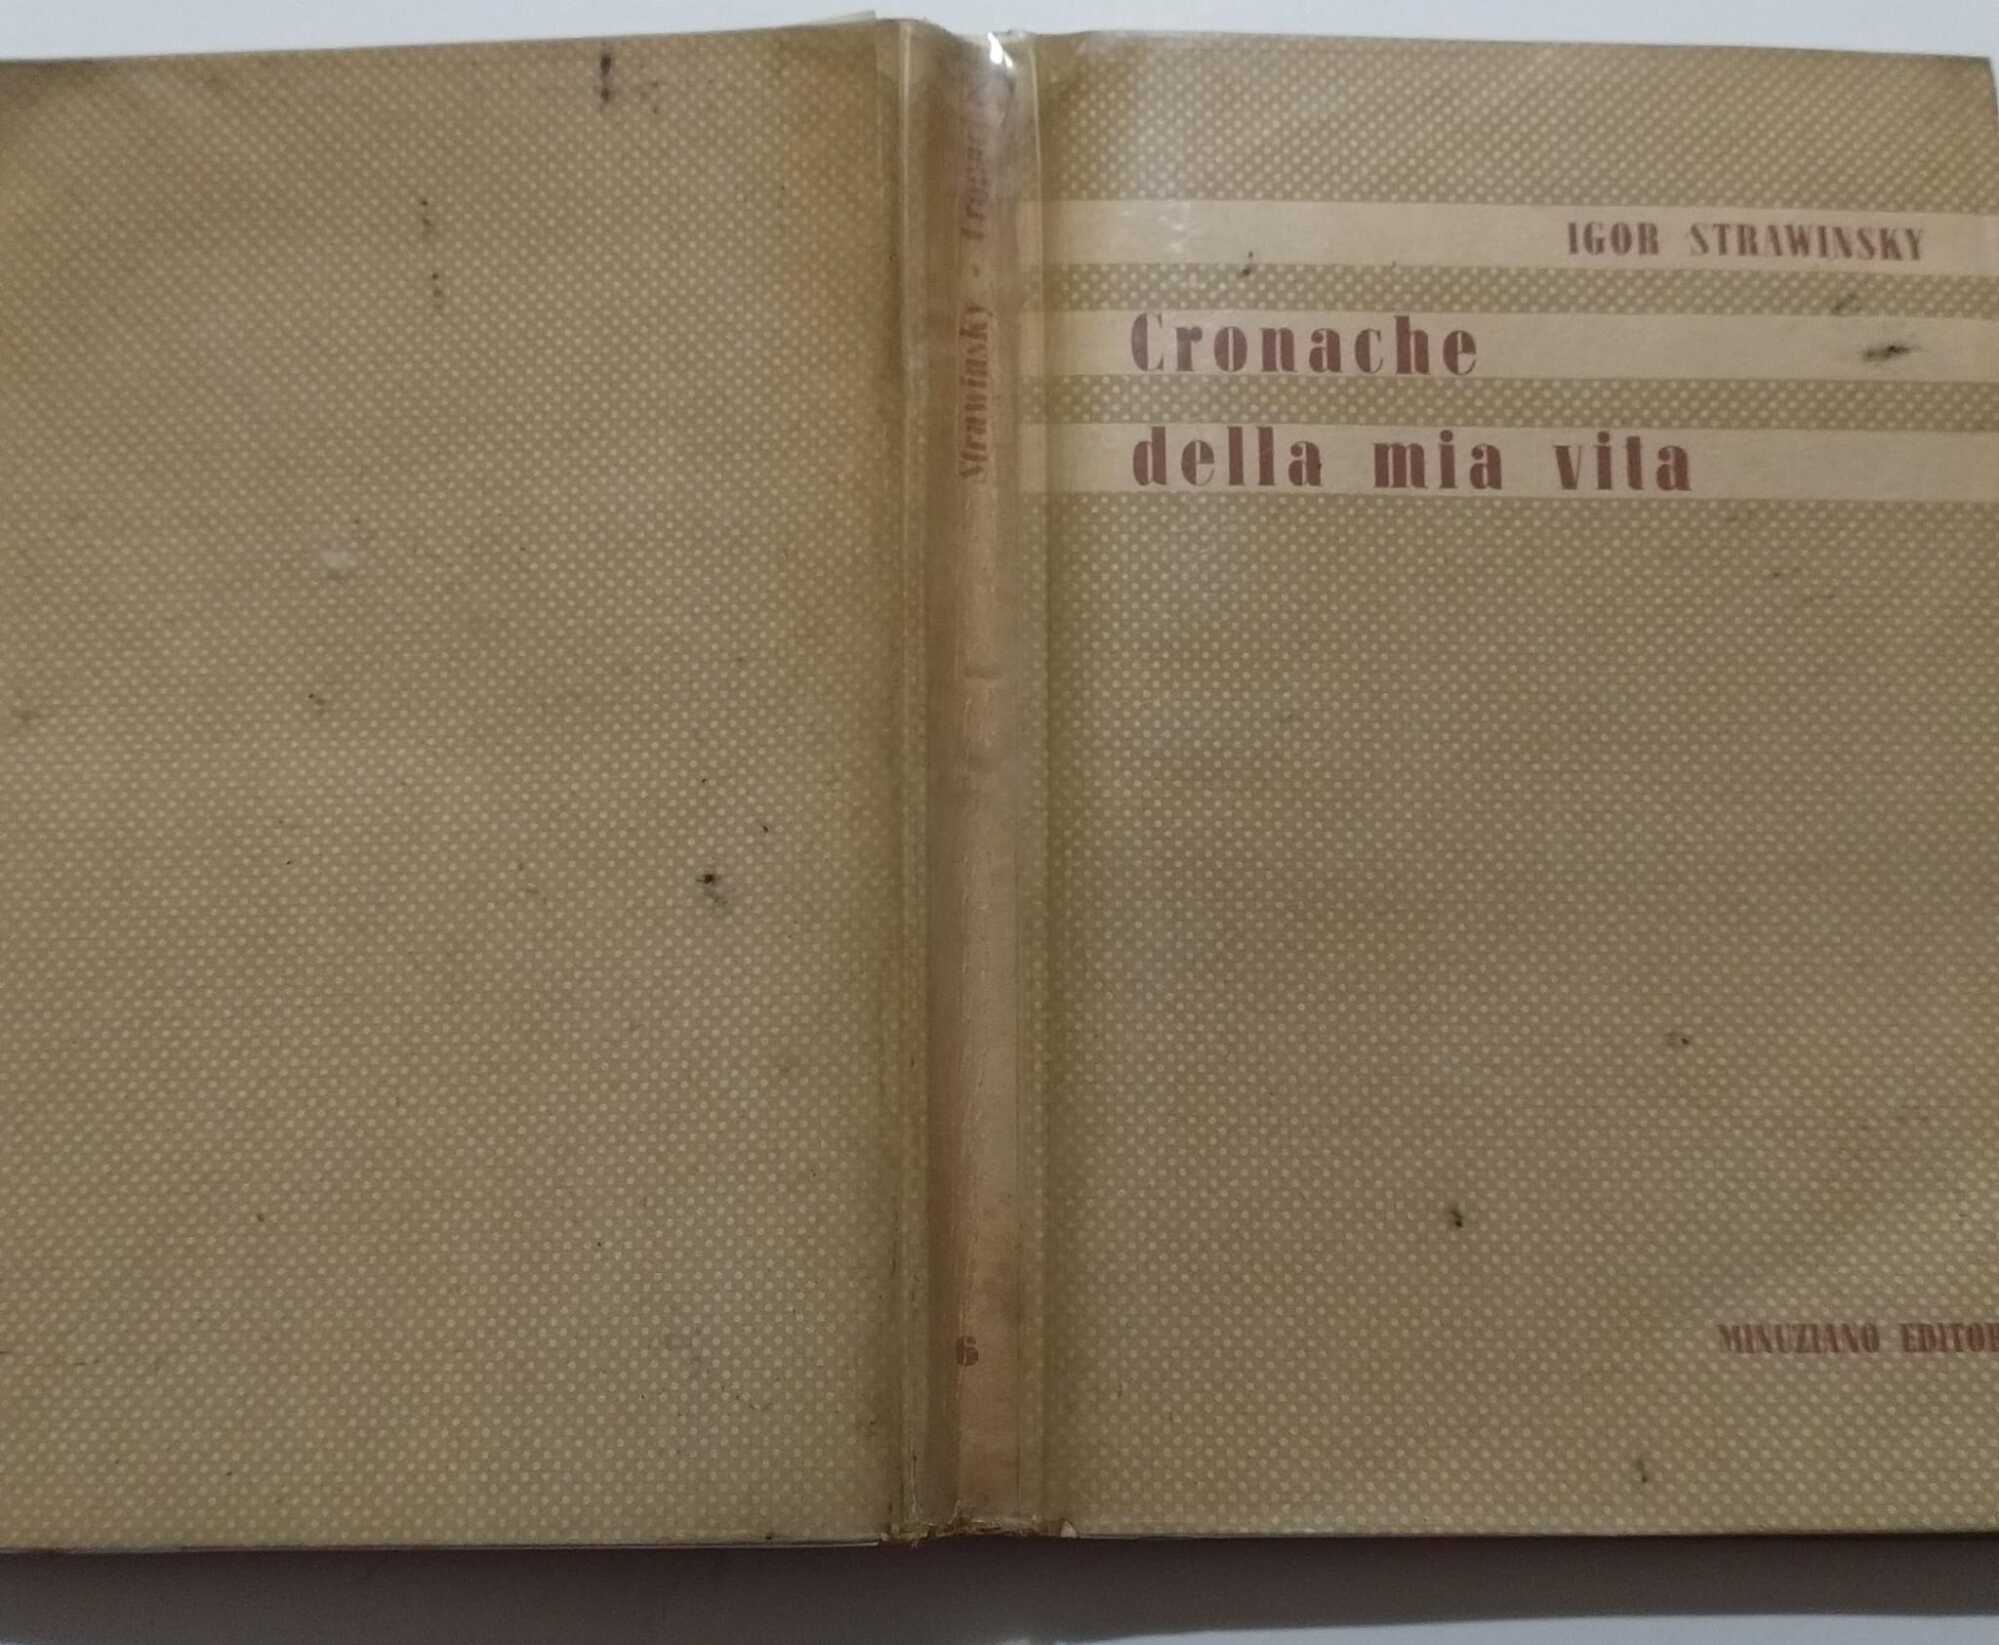 IGOR STRAWINSKY
Cronache
della mia vita
MINUZIANO EDITOR
Strawinsky -
6